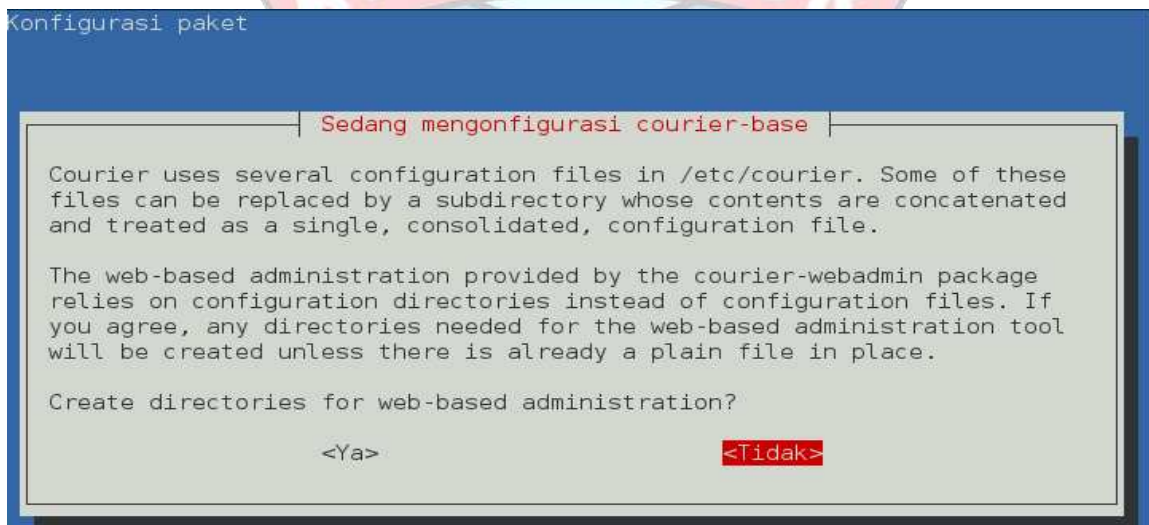 Konfigurasi paket
Sedang mengonfigurasi courier-base
Courier uses several configuration files in /etc/courier. Some of these
files can be replaced by a subdirectory whose contents are concatenated
and treated as a single, consolidated, configuration file.
The web-based administration provided by the courier-webadmin package
relies on configuration directories instead of configuration files. If
you agree, any directories needed for the web-based administration tool
will be created unless there is already a plain file in place.
Create directories for web-based administration?
<Ya> <Tidak>